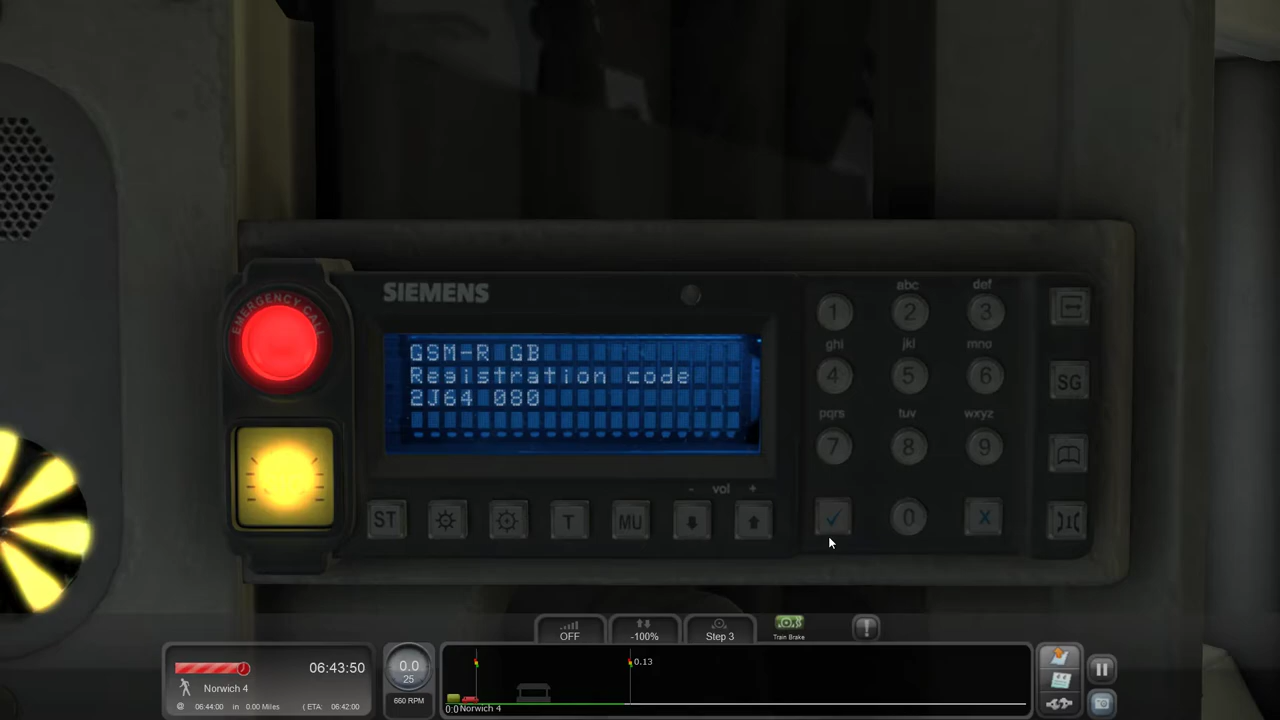 EMERGENCY CALL
SIEMENS
GSM-R GB
Registration code
2J64 080
abc
def
1
2
3
ghi
jkl
mno
4
5
6
SG
pqrs
tuv
wxyz
7
8
9
- vol +
ST
T
MU
0
X
OFF
-100%
Step 3
Train Brake
!
06:43:50
Norwich 4
@ 06:44:00 in 0.00 Miles ( ETA: 06:42:00
0.0
25
660 RPM
0.13
0.0 Norwich 4